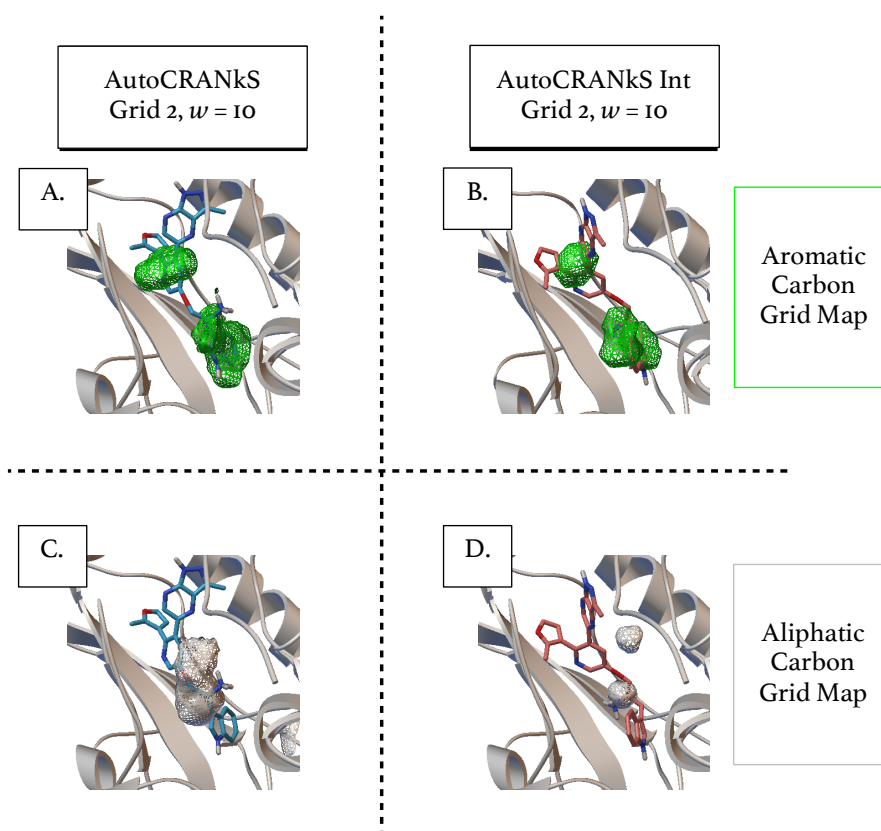 AutoCRANkS
Grid 2, w = 10
AutoCRANkS Int
Grid 2, w = 10
A.
B.
Aromatic
Carbon
Grid Map
C.
D.
Aliphatic
Carbon
Grid Map